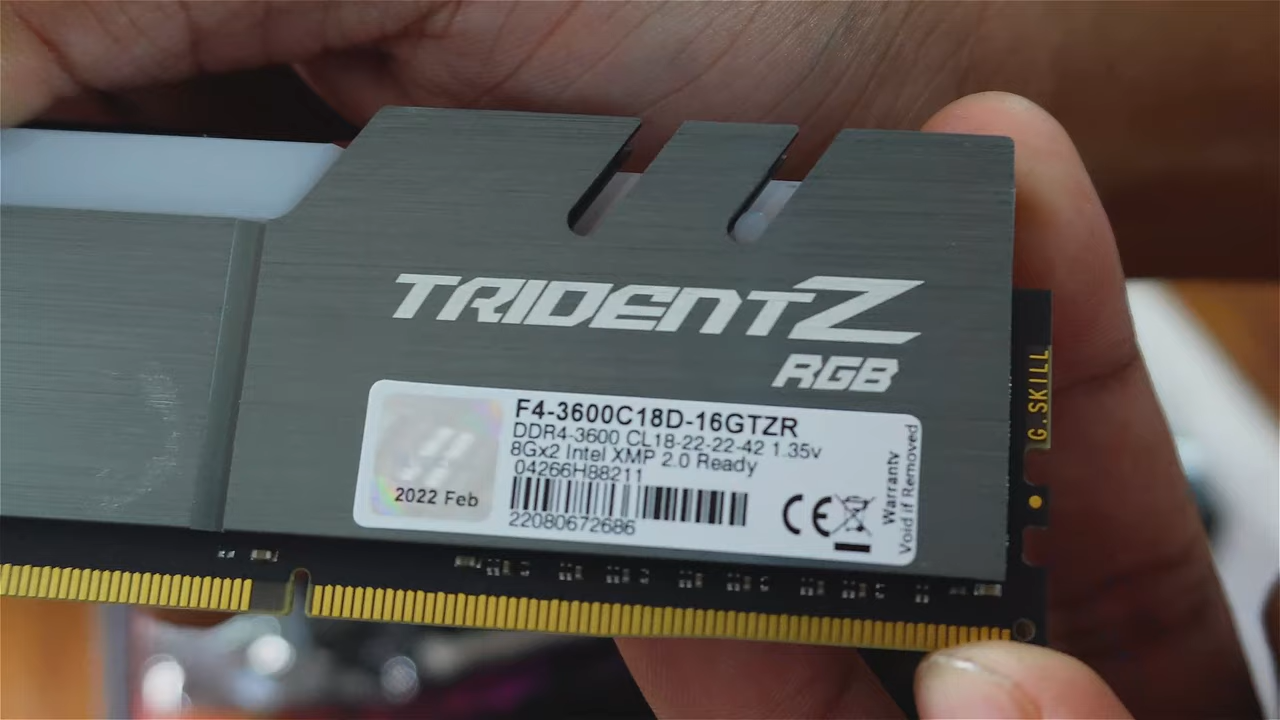 TRIDENTZ
RGB
F4-3600C18D-16GTZR
DDR4-3600 CL18-22-22-42 1.35v
8Gx2 Intel XMP 2.0 Ready
04266H88211
2022 Feb
22080672686
CE
Warranty
Void if Removed
G.SKILL